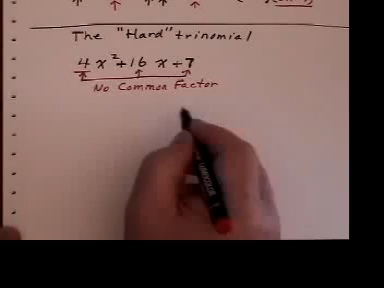 The "Hard" trinomial
4x²+16x+7
No Common Factor